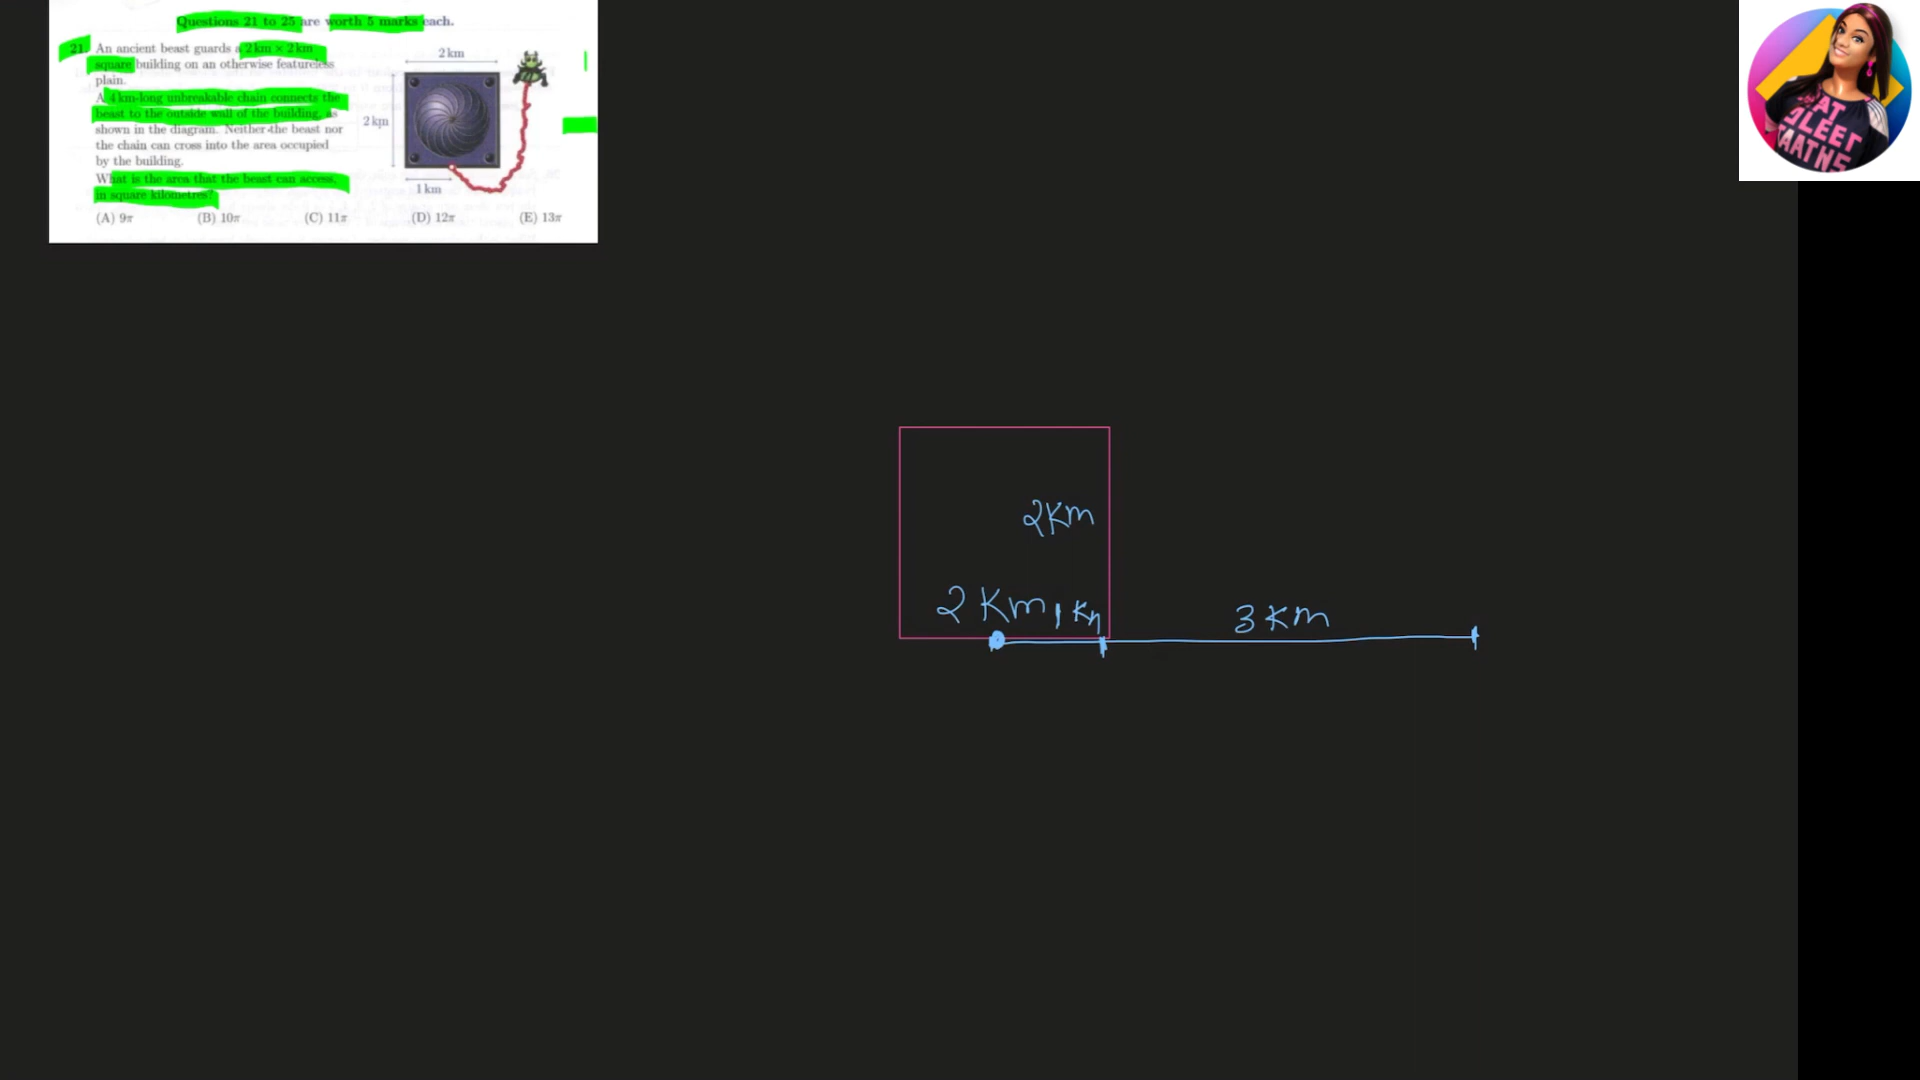 Questions 21 to 25 are worth 5 marks each.
21. An ancient beast guards a 2 km × 2 km
square building on an otherwise featureless
plain.
A 4 km-long unbreakable chain connects the
beast to the outside wall of the building, as
shown in the diagram. Neither the beast nor
the chain can cross into the area occupied
by the building.
What is the area that the beast can access,
in square kilometres?
2 km
2 km
1 km
(A) 9π (B) 10π (C) 11π (D) 12π (E) 13π
2Km
2 Km 1 Km
3 Km
MATHS